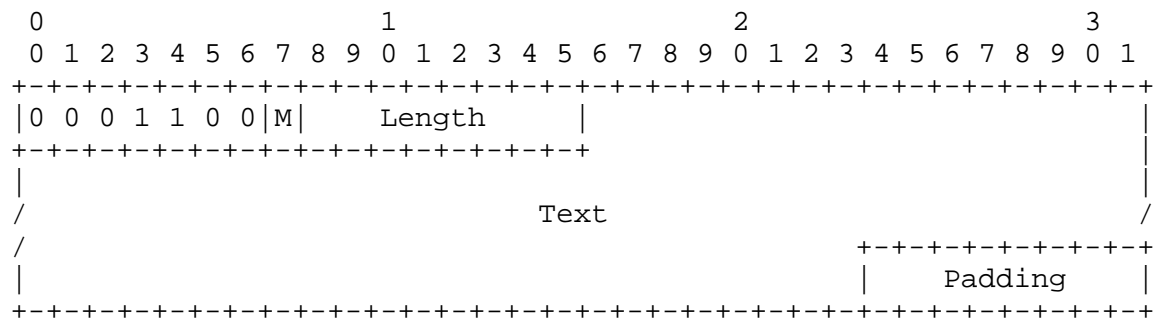 0                   1                   2                   3
 0 1 2 3 4 5 6 7 8 9 0 1 2 3 4 5 6 7 8 9 0 1 2 3 4 5 6 7 8 9 0 1
+-+-+-+-+-+-+-+-+-+-+-+-+-+-+-+-+-+-+-+-+-+-+-+-+-+-+-+-+-+-+-+-+
|0 0 0 1 1 0 0|M|    Length     |                               |
+-+-+-+-+-+-+-+-+-+-+-+-+-+-+-+-+                               |
|                                                               |
/                             Text                              /
/                                               +-+-+-+-+-+-+-+-+
|                                               |    Padding    |
+-+-+-+-+-+-+-+-+-+-+-+-+-+-+-+-+-+-+-+-+-+-+-+-+-+-+-+-+-+-+-+-+